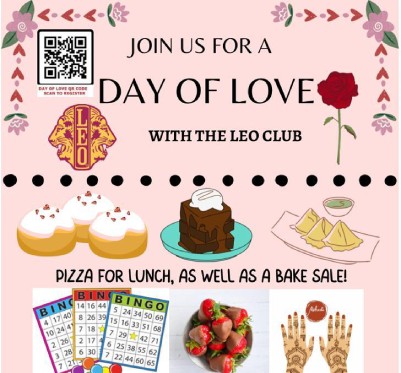 JOIN US FOR A
DAY OF LOVE QR CODE
SCAN TO REGISTER
DAY OF LOVE
WITH THE LEO CLUB
LEO
PIZZA FOR LUNCH, AS WELL AS A BAKE SALE!
BINGO
BINGO
BINGO